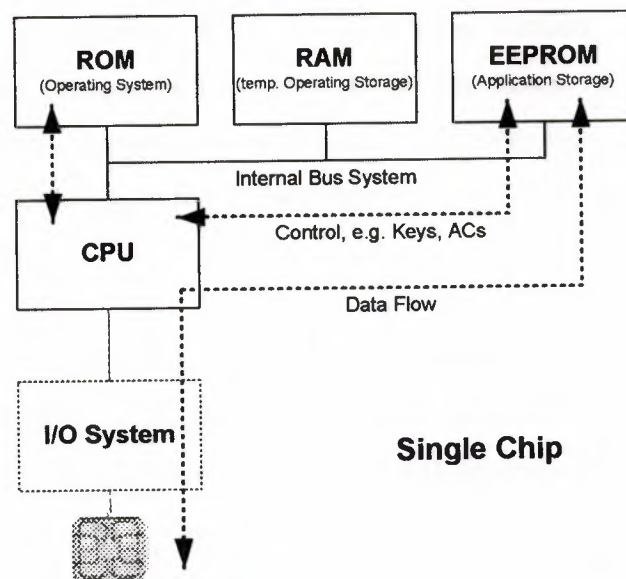 ROM
(Operating System)
RAM
(temp. Operating Storage)
EEPROM
(Application Storage)
Internal Bus System
CPU
Control, e.g. Keys, ACs
Data Flow
I/O System
Single Chip